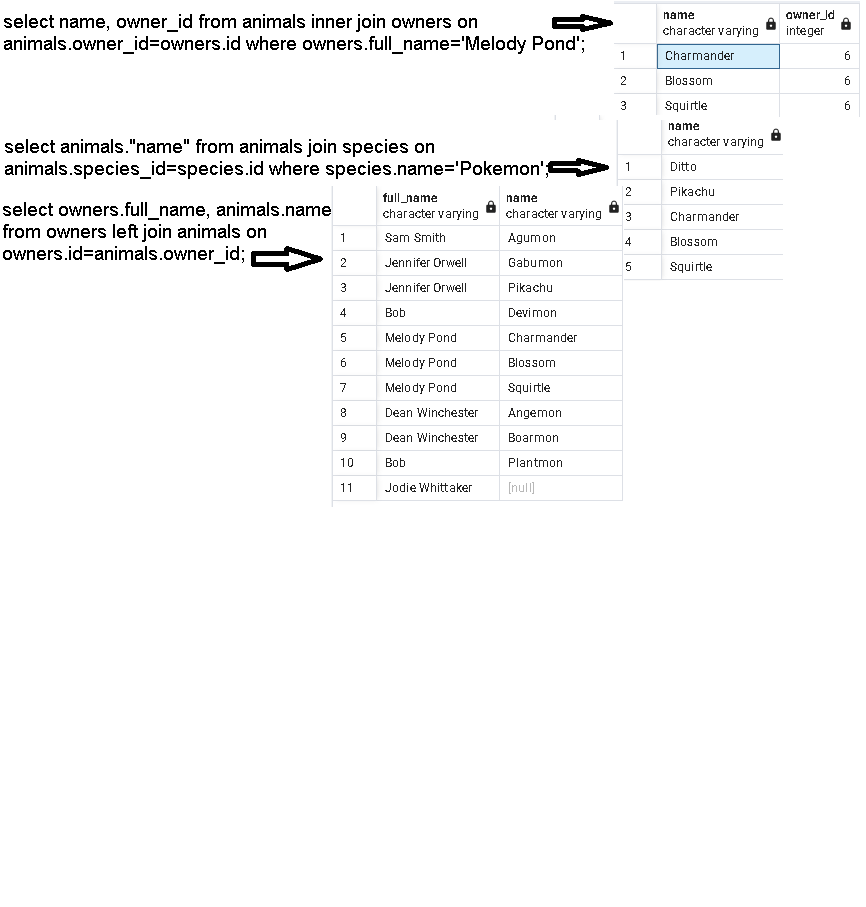 select name, owner_id from animals inner join owners on
animals.owner_id=owners.id where owners.full_name='Melody Pond';
name owner_id
character varying integer
1 Charmander 6
2 Blossom 6
3 Squirtle 6
select animals."name" from animals join species on
animals.species_id=species.id where species.name='Pokemon';
name
character varying
1 Ditto
2 Pikachu
3 Charmander
4 Blossom
5 Squirtle
select owners.full_name, animals.name
from owners left join animals on
owners.id=animals.owner_id;
full_name name
character varying character varying
1 Sam Smith Agumon
2 Jennifer Orwell Gabumon
3 Jennifer Orwell Pikachu
4 Bob Devimon
5 Melody Pond Charmander
6 Melody Pond Blossom
7 Melody Pond Squirtle
8 Dean Winchester Angemon
9 Dean Winchester Boarmon
10 Bob Plantmon
11 Jodie Whittaker [null]